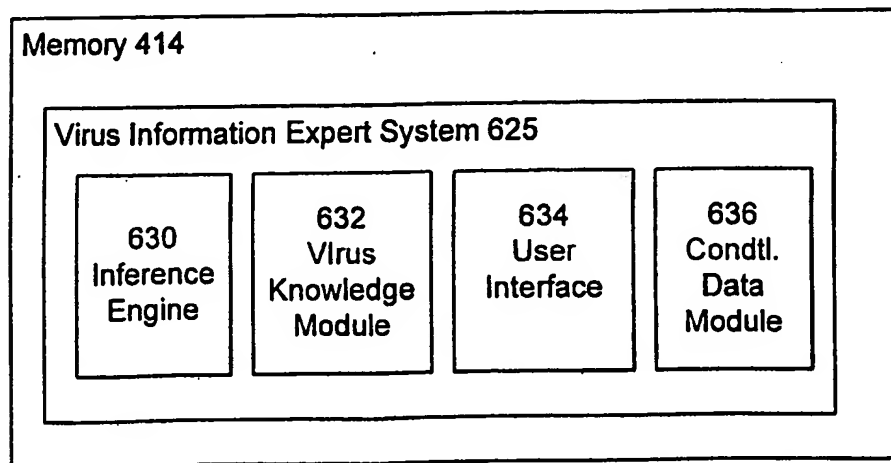 Memory 414
Virus Information Expert System 625
630
Inference
Engine
632
VIrus
Knowledge
Module
634
User
Interface
636
Condtl.
Data
Module